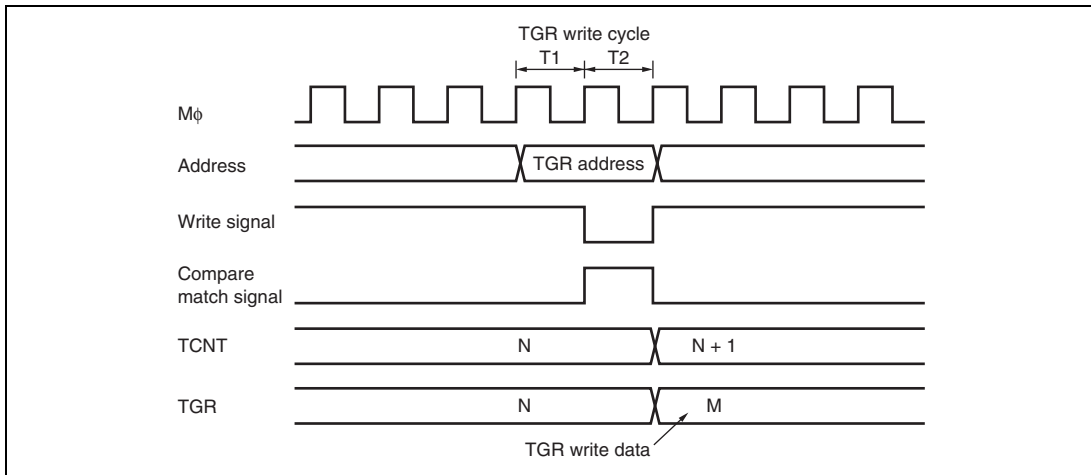 TGR write cycle
T1 T2
Mϕ
Address
TGR address
Write signal
Compare
match signal
TCNT
N
N + 1
TGR
N
M
TGR write data